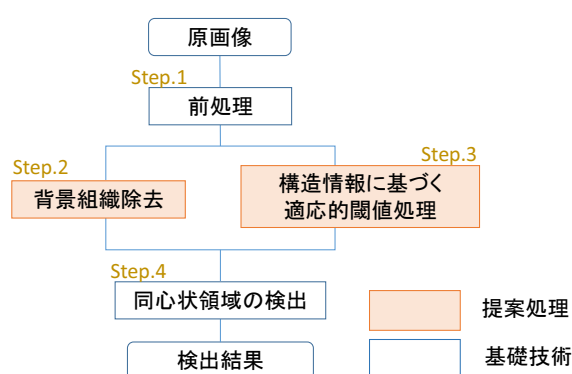 原画像
Step.1
前処理
Step.2
背景組織除去
Step.3
構造情報に基づく
適応的閾値処理
Step.4
同心状領域の検出
検出結果
提案処理
基礎技術